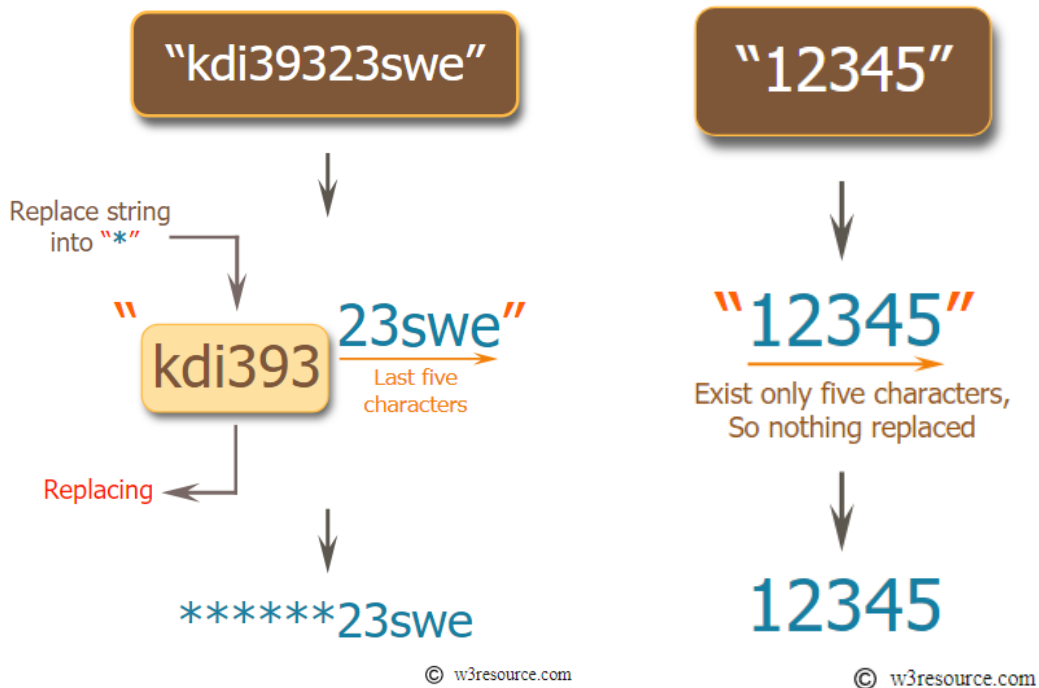 “kdi39323swe”
Replace string
into “*”
“
kdi393
23swe”
Last five
characters
Replacing
******23swe
© w3resource.com
“12345”
“12345”
Exist only five characters,
So nothing replaced
12345
© w3resource.com